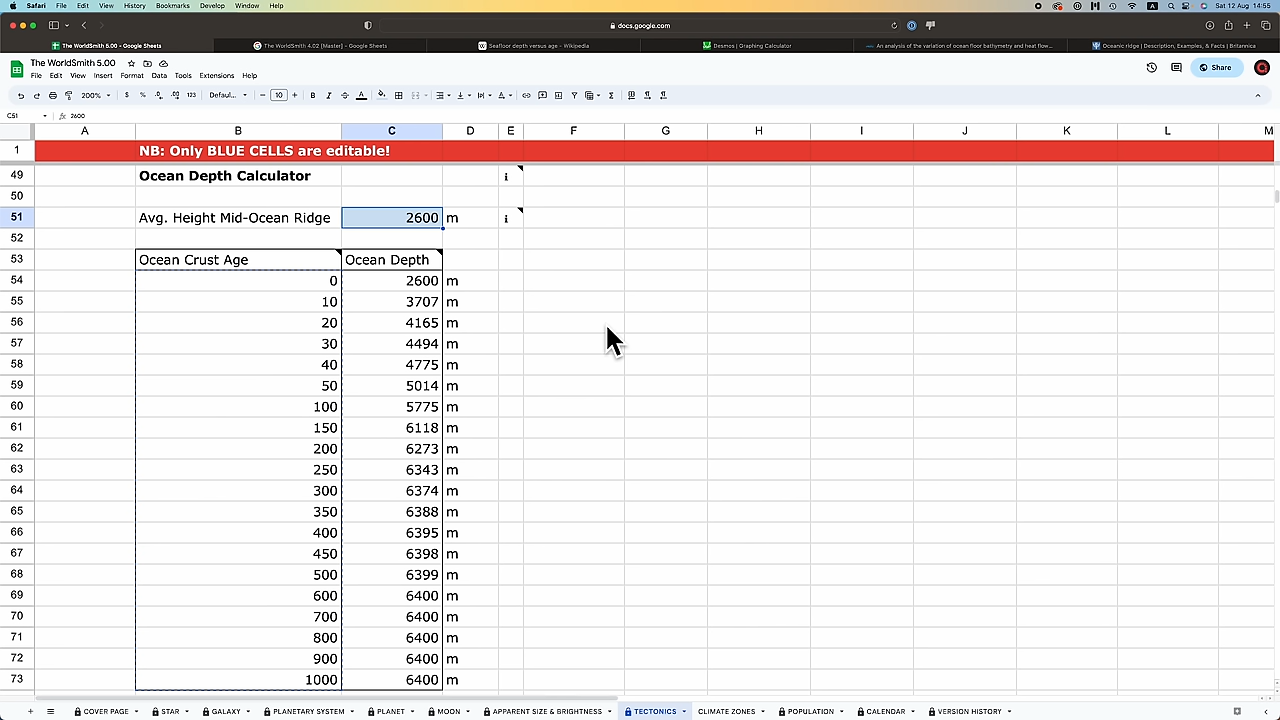 Safari File Edit View History Bookmarks Develop Window Help Sat 12 Aug 14:55
docs.google.com
The WorldSmith 5.00 - Google Sheets The WorldSmith 4.02 [Master] - Google Sheets Seafloor depth versus age - Wikipedia Desmos | Graphing Calculator An analysis of the variation of ocean floor bathymetry and heat flow... Oceanic ridge | Description, Examples, & Facts | Britannica
The WorldSmith 5.00
File Edit View Insert Format Data Tools Extensions Help
Share
200% $ % .0 .00 123 Defaul... 10 B I S A
C51 fx 2600
A B C D E F G H I J K L M
1 NB: Only BLUE CELLS are editable!
49 Ocean Depth Calculator i
50
51 Avg. Height Mid-Ocean Ridge 2600 m i
52
53 Ocean Crust Age Ocean Depth
54 0 2600 m
55 10 3707 m
56 20 4165 m
57 30 4494 m
58 40 4775 m
59 50 5014 m
60 100 5775 m
61 150 6118 m
62 200 6273 m
63 250 6343 m
64 300 6374 m
65 350 6388 m
66 400 6395 m
67 450 6398 m
68 500 6399 m
69 600 6400 m
70 700 6400 m
71 800 6400 m
72 900 6400 m
73 1000 6400 m
COVER PAGE STAR GALAXY PLANETARY SYSTEM PLANET MOON APPARENT SIZE & BRIGHTNESS TECTONICS CLIMATE ZONES POPULATION CALENDAR VERSION HISTORY